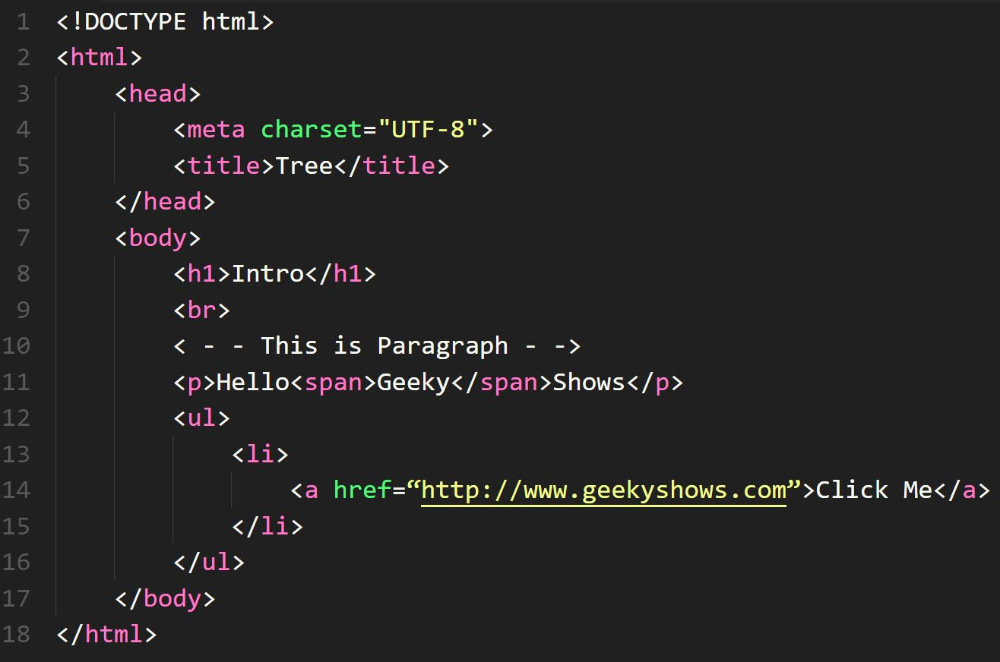 1 <!DOCTYPE html>
2 <html>
3 <head>
4 <meta charset="UTF-8">
5 <title>Tree</title>
6 </head>
7 <body>
8 <h1>Intro</h1>
9 <br>
10 < - - This is Paragraph - ->
11 <p>Hello<span>Geeky</span>Shows</p>
12 <ul>
13 <li>
14 <a href=“http://www.geekyshows.com”>Click Me</a>
15 </li>
16 </ul>
17 </body>
18 </html>